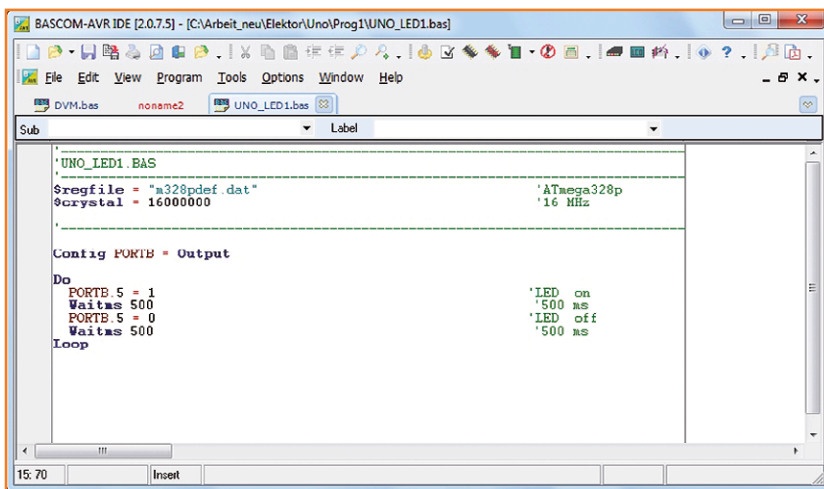 BASCOM-AVR IDE [2.0.7.5] - [C:\Arbeit_neu\Elektor\Uno\Prog1\UNO_LED1.bas]
File Edit View Program Tools Options Window Help
DVM.bas noname2 UNO_LED1.bas
Sub Label
'UNO_LED1.BAS
$regfile = "m328pdef.dat" 'ATmega328p
$crystal = 16000000 '16 MHz
Config PORTB = Output
Do
PORTB.5 = 1 'LED on
Waitms 500 '500 ms
PORTB.5 = 0 'LED off
Waitms 500 '500 ms
Loop
15: 70 Insert